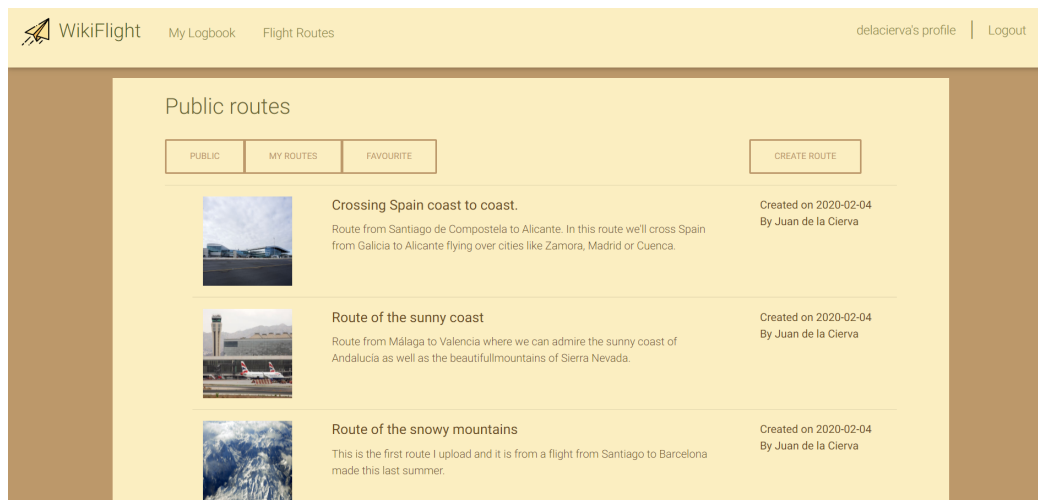 WikiFlight
My Logbook
Flight Routes
delacierva's profile
Logout
Public routes
PUBLIC
MY ROUTES
FAVOURITE
CREATE ROUTE
Crossing Spain coast to coast.
Route from Santiago de Compostela to Alicante. In this route we'll cross Spain
from Galicia to Alicante flying over cities like Zamora, Madrid or Cuenca.
Created on 2020-02-04
By Juan de la Cierva
Route of the sunny coast
Route from Málaga to Valencia where we can admire the sunny coast of
Andalucía as well as the beautifullmountains of Sierra Nevada.
Created on 2020-02-04
By Juan de la Cierva
Route of the snowy mountains
This is the first route I upload and it is from a flight from Santiago to Barcelona
made this last summer.
Created on 2020-02-04
By Juan de la Cierva